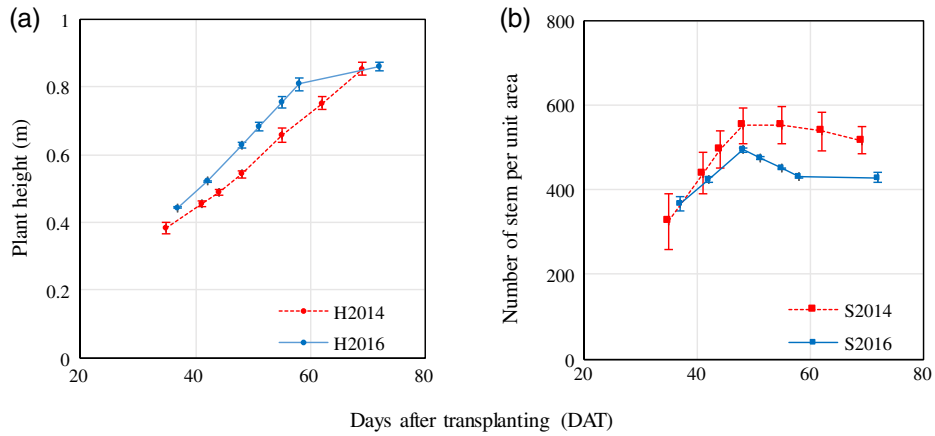 (a)
Plant height (m)
1
0.8
0.6
0.4
0.2
0
20
40
60
80
H2014
H2016
(b)
Number of stem per unit area
800
600
400
200
0
20
40
60
80
S2014
S2016
Days after transplanting (DAT)